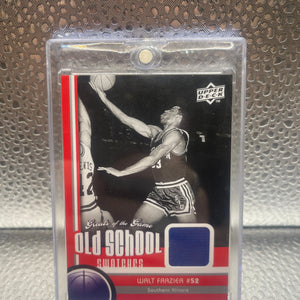 UPPER
DECK
Greats of the Game
OLD SCHOOL
SWATCHES
WALT FRAZIER #52
Southern Illinois